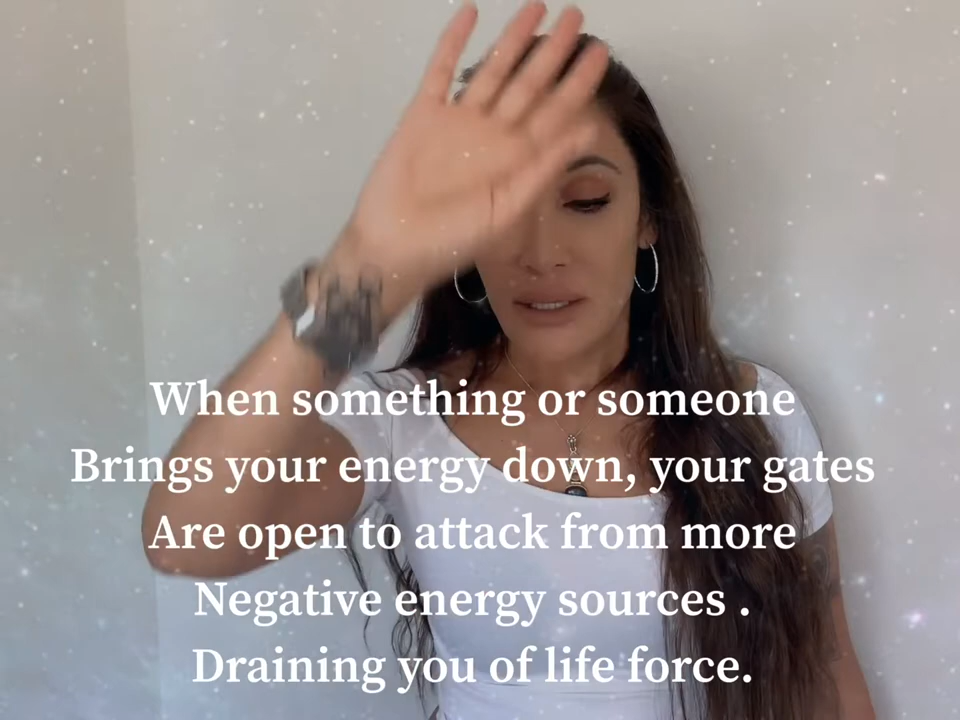 When something or someone
Brings your energy down, your gates
Are open to attack from more
Negative energy sources .
Draining you of life force.